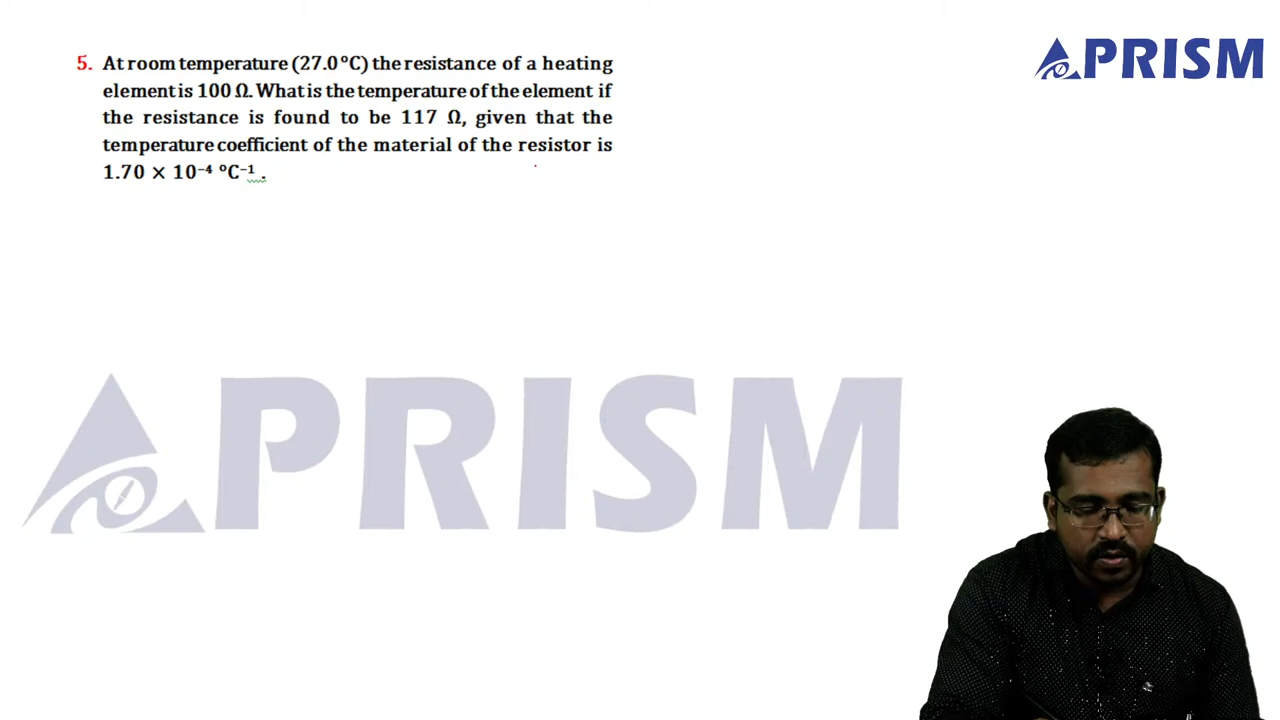 PRISM
5. At room temperature (27.0 ⁰C) the resistance of a heating
element is 100 Ω. What is the temperature of the element if
the resistance is found to be 117 Ω, given that the
temperature coefficient of the material of the resistor is
1.70 × 10⁻⁴ ⁰C⁻¹ .
PRISM